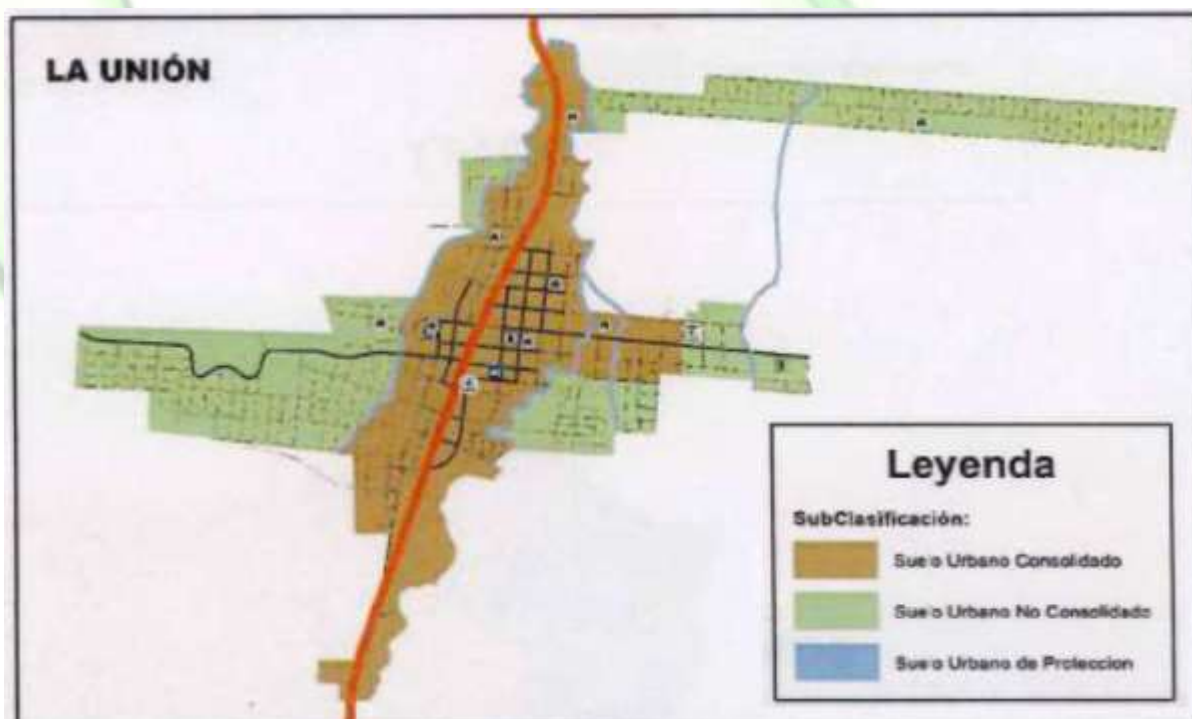 LA UNIÓN
Leyenda
SubClasificación:
Suelo Urbano Consolidado
Suelo Urbano No Consolidado
Suelo Urbano de Proteccion